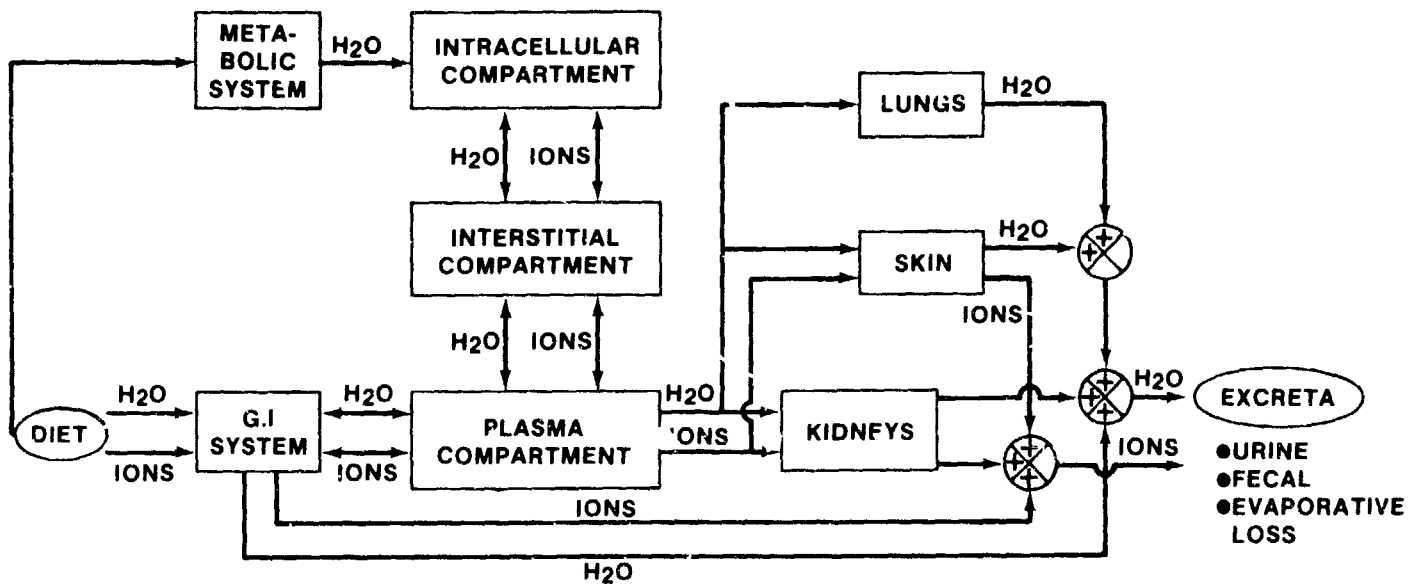 META-
BOLIC
SYSTEM
H2O
INTRACELLULAR
COMPARTMENT
LUNGS
H2O
H2O
IONS
INTERSTITIAL
COMPARTMENT
SKIN
H2O
IONS
H2O
IONS
DIET
H2O
IONS
G.I
SYSTEM
H2O
IONS
PLASMA
COMPARTMENT
H2O
IONS
KIDNEYS
H2O
IONS
EXCRETA
●URINE
●FECAL
●EVAPORATIVE
LOSS
IONS
H2O
+
+
+
+
+
+
+
+